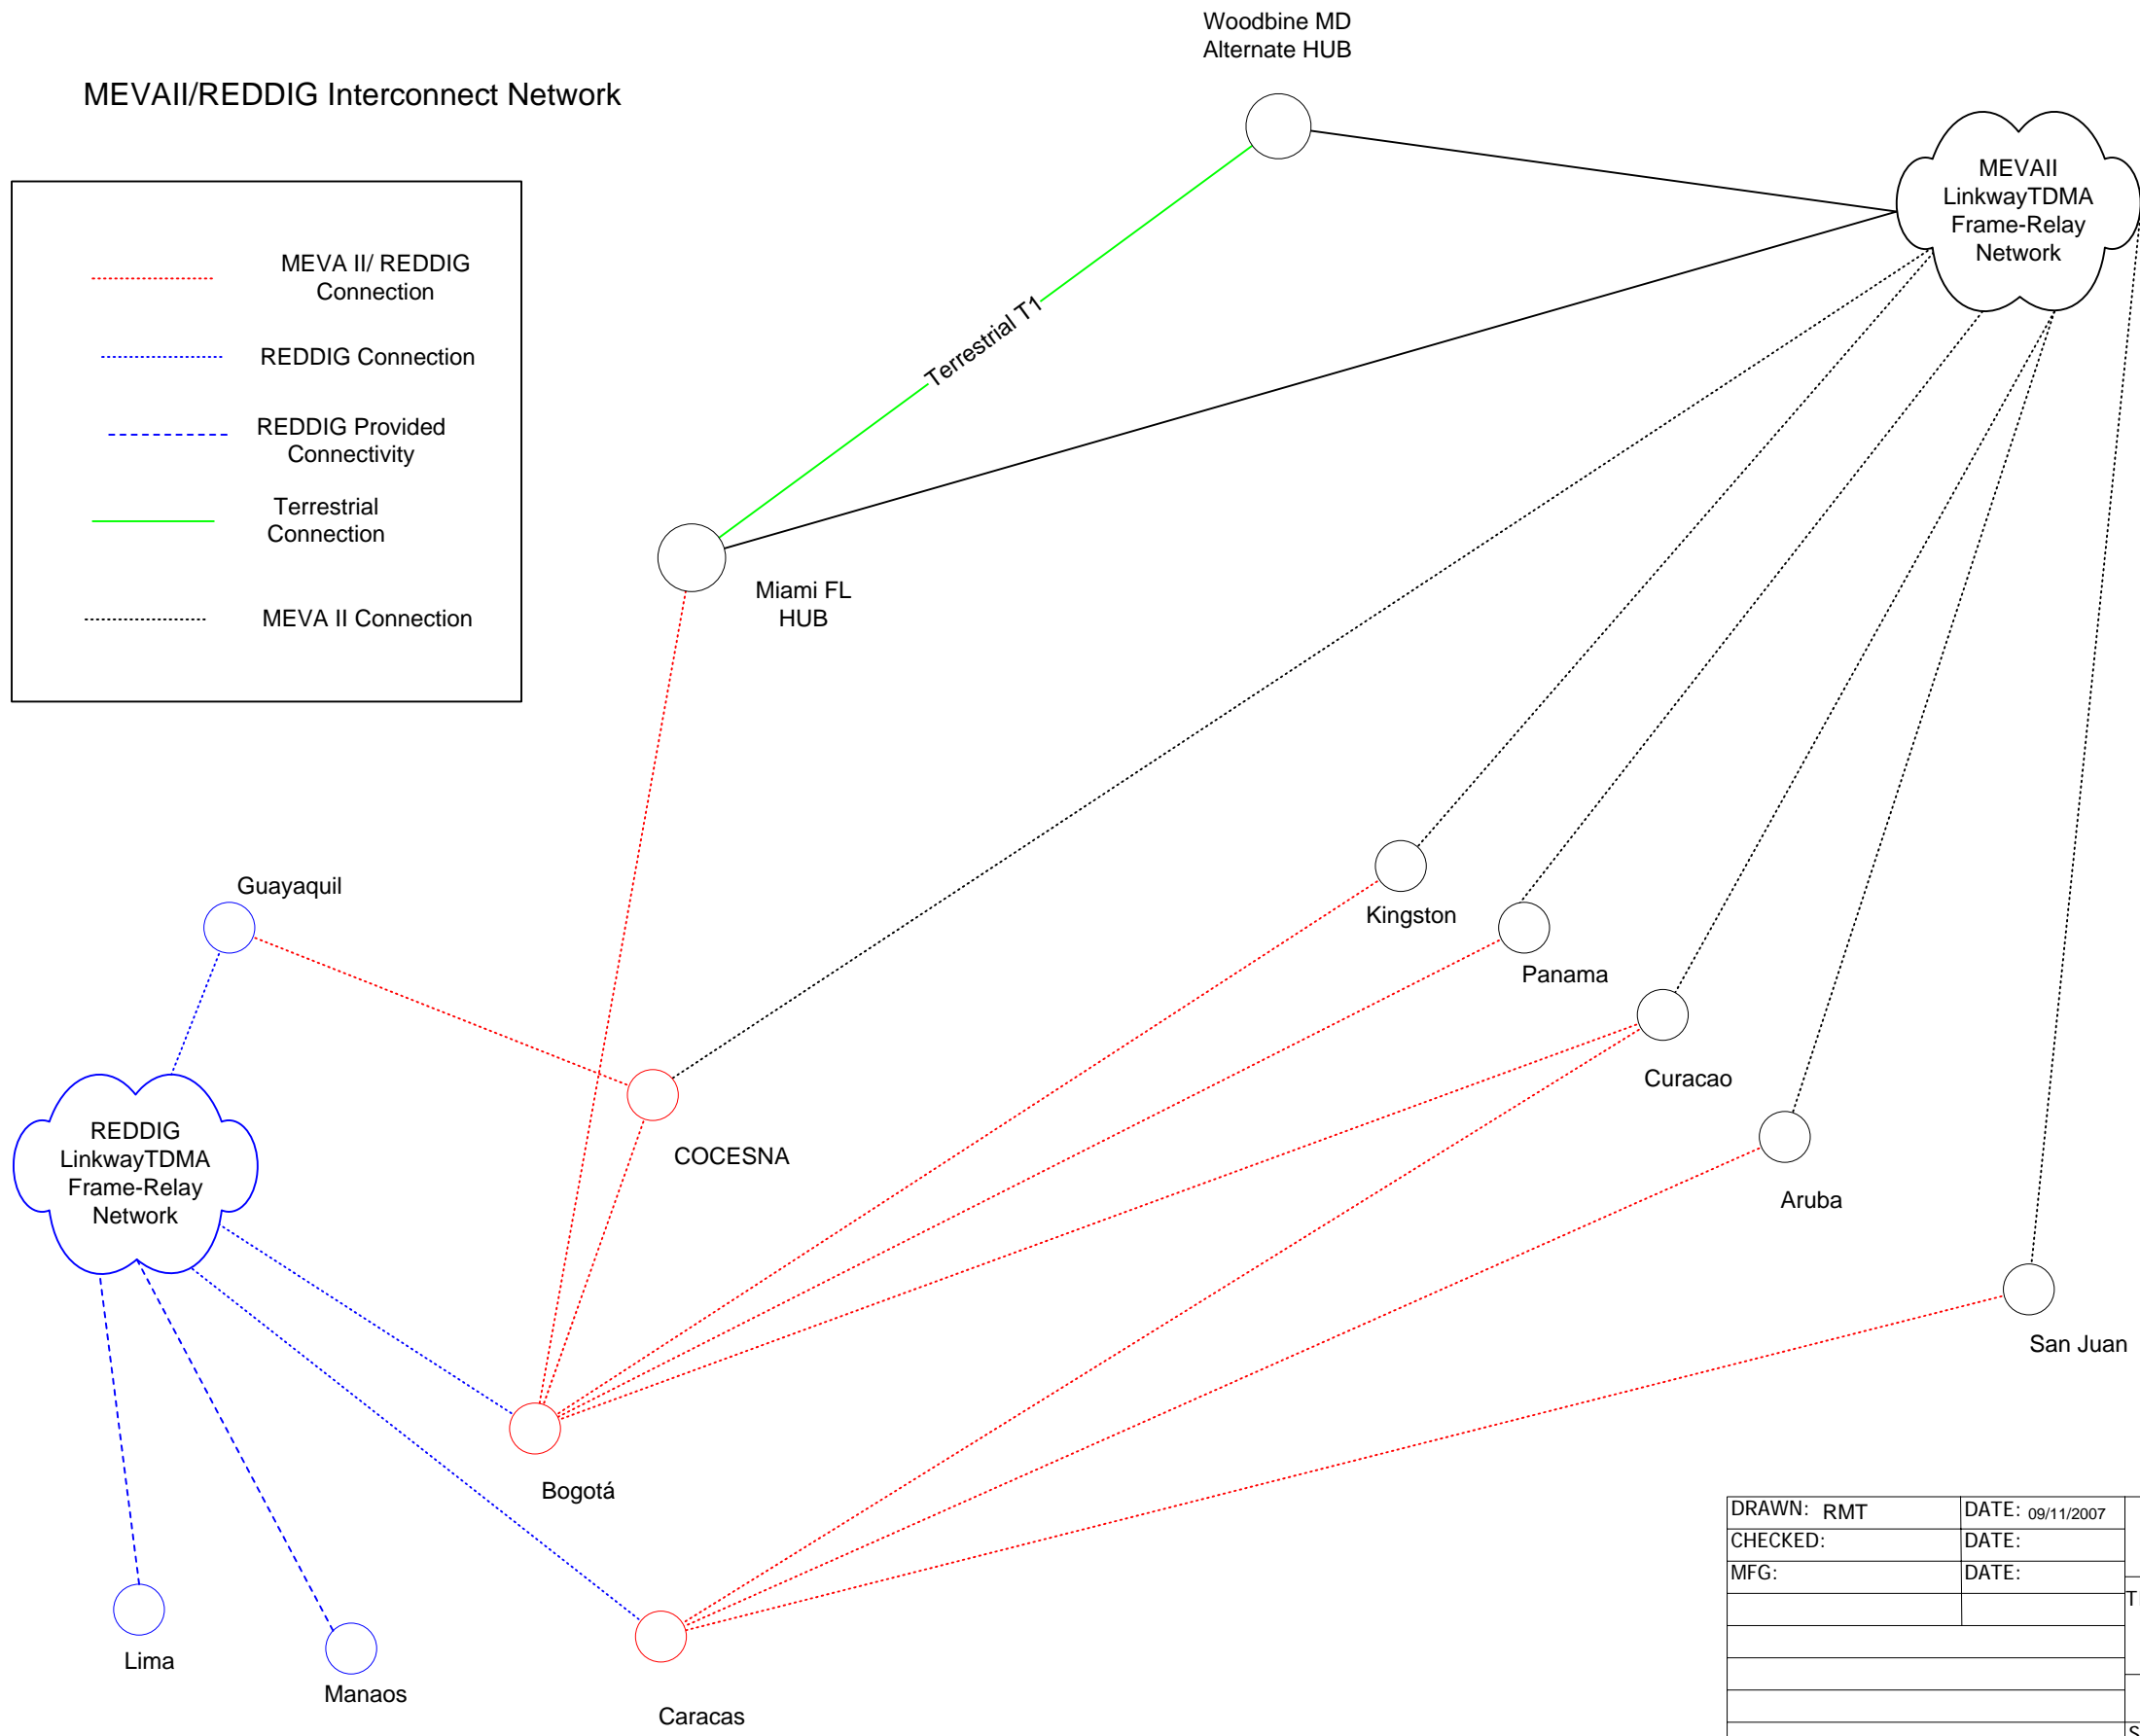 Woodbine MD
Alternate HUB
MEVAII/REDDIG Interconnect Network
MEVAII
LinkwayTDMA
Frame-Relay
Network
MEVA II/ REDDIG
Connection
REDDIG Connection
REDDIG Provided
Connectivity
Terrestrial
Connection
MEVA II Connection
Terrestrial T1
Miami FL
HUB
Guayaquil
Kingston
Panama
Curacao
COCESNA
Aruba
REDDIG
LinkwayTDMA
Frame-Relay
Network
San Juan
Bogotá
Lima
Manaos
Caracas
DRAWN: RMT DATE: 09/11/2007
CHECKED: DATE:
MFG: DATE: